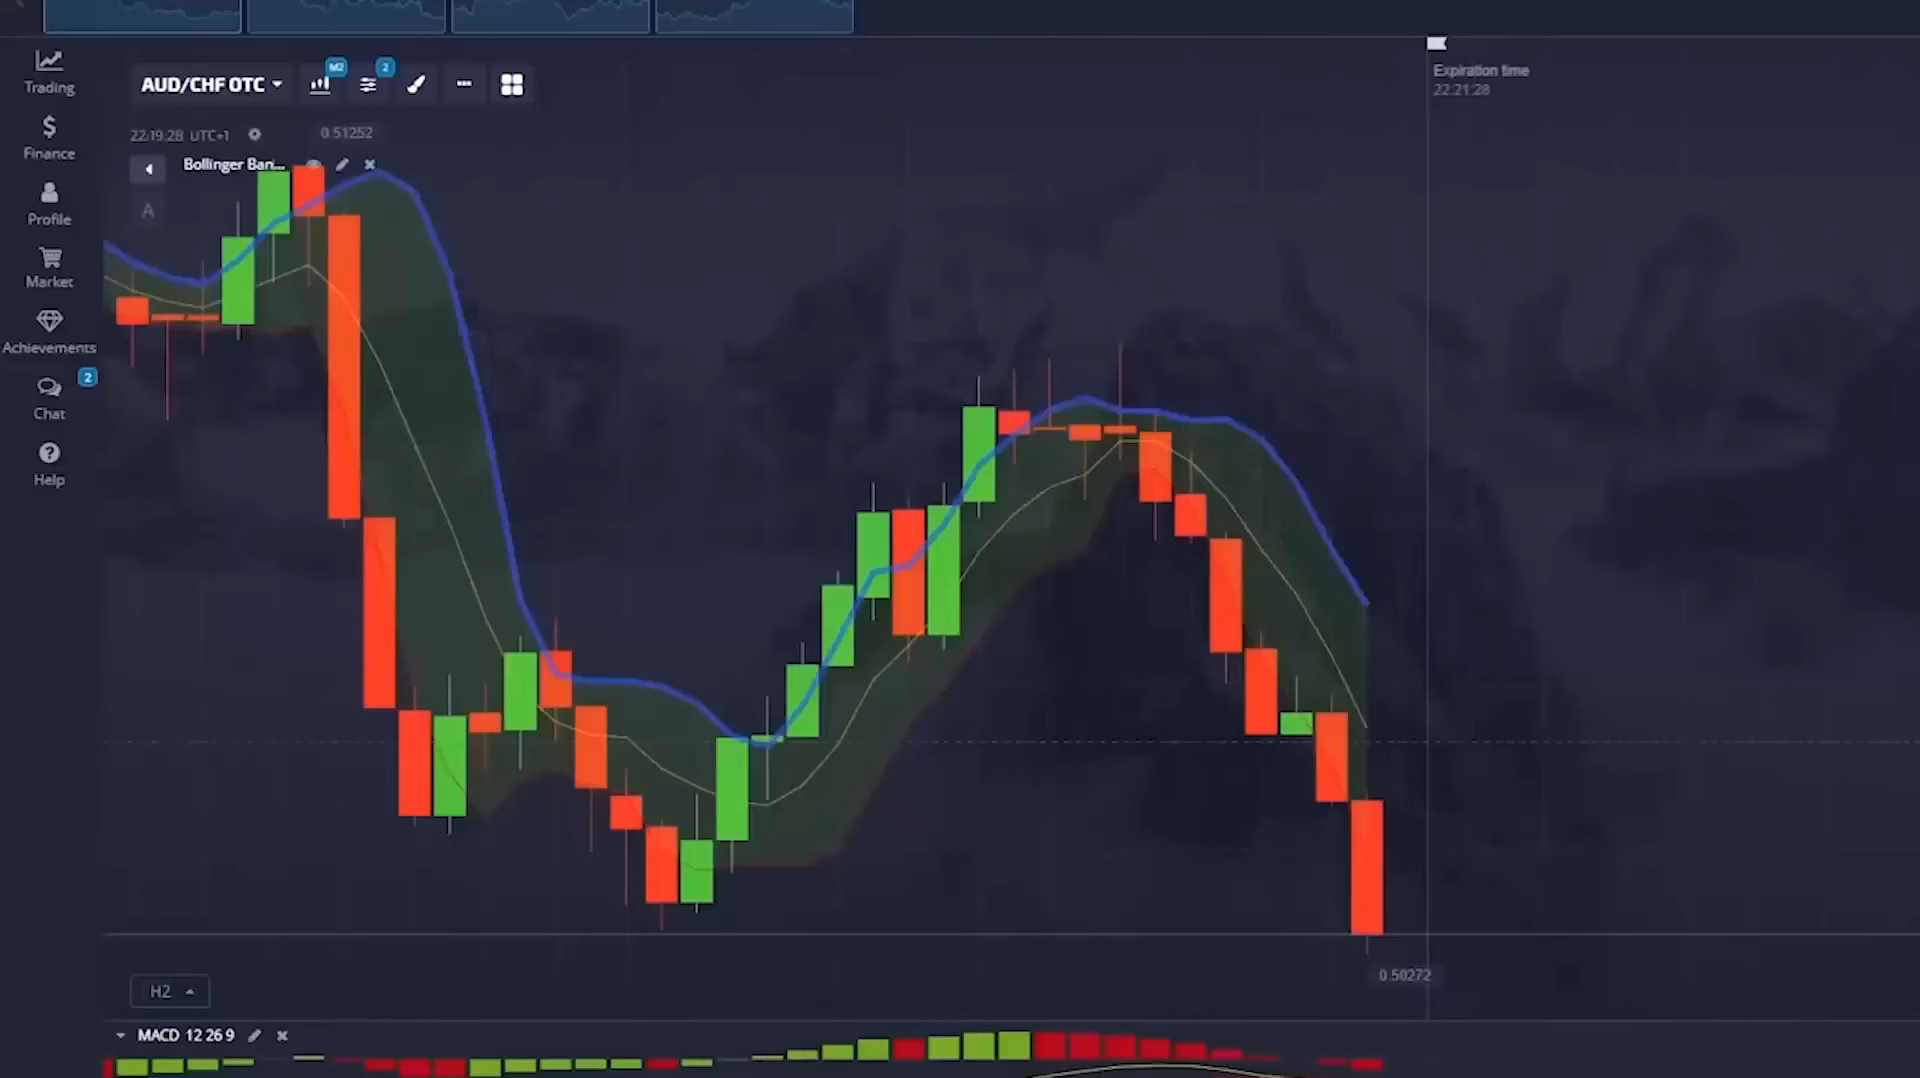 Trading
Finance
Profile
Market
Achievements
2
Chat
Help
AUD/CHF OTC
M2
2
22:19:28 UTC+1
0.51252
Bollinger Ban...
A
Expiration time
22:21:28
0.50272
H2
MACD 12 26 9